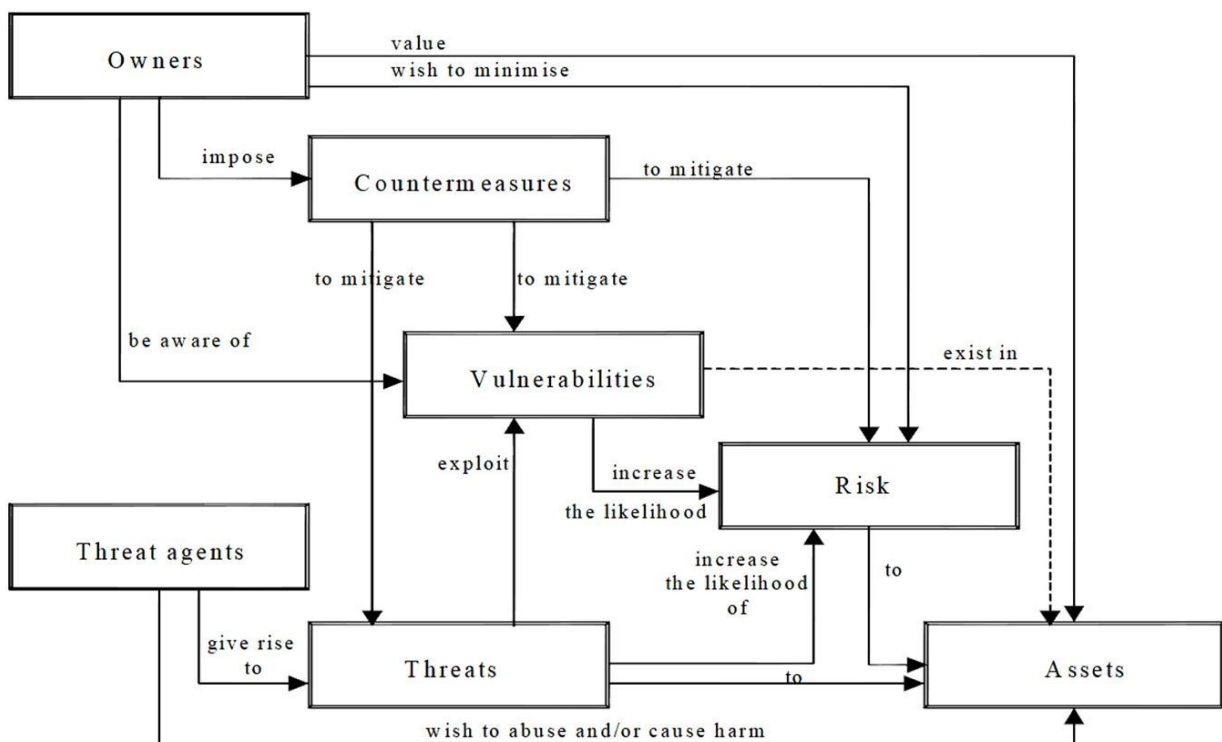 value
Owners
wish to minimise
impose
Countermeasures
to mitigate
to mitigate
to mitigate
be aware of
exist in
Vulnerabilities
exploit
increase
the likelihood
Risk
Threat agents
increase
the likelihood
of
to
give rise
to
Threats
to
Assets
wish to abuse and/or cause harm